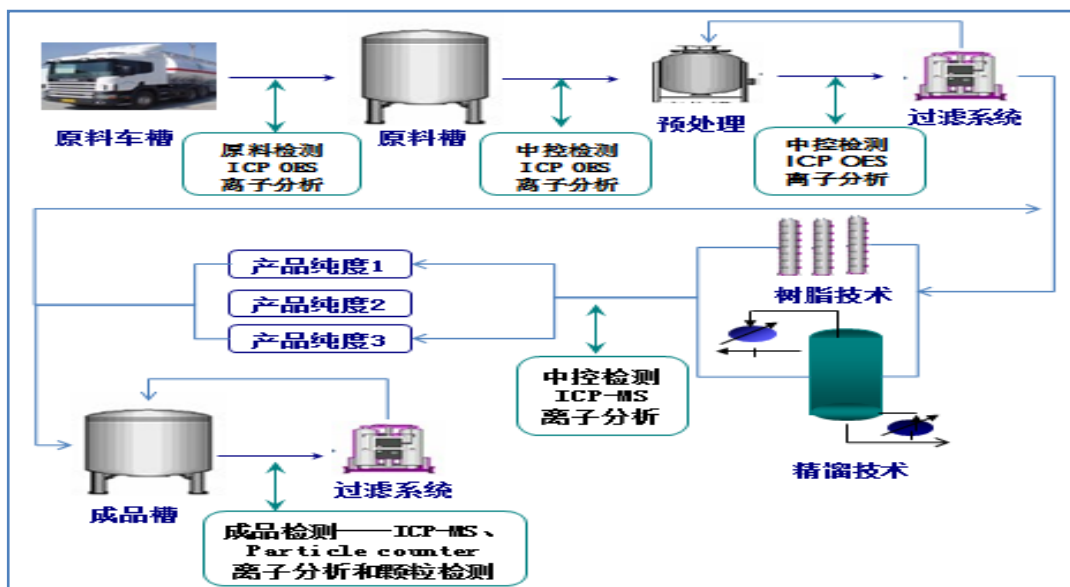 原料车槽
原料检测
ICP OES
离子分析
原料槽
中控检测
ICP OES
离子分析
预处理
中控检测
ICP OES
离子分析
过滤系统
产品纯度1
产品纯度2
产品纯度3
中控检测
ICP-MS
离子分析
树脂技术
精馏技术
成品槽
成品检测——ICP-MS、
Particle counter
离子分析和颗粒检测
过滤系统